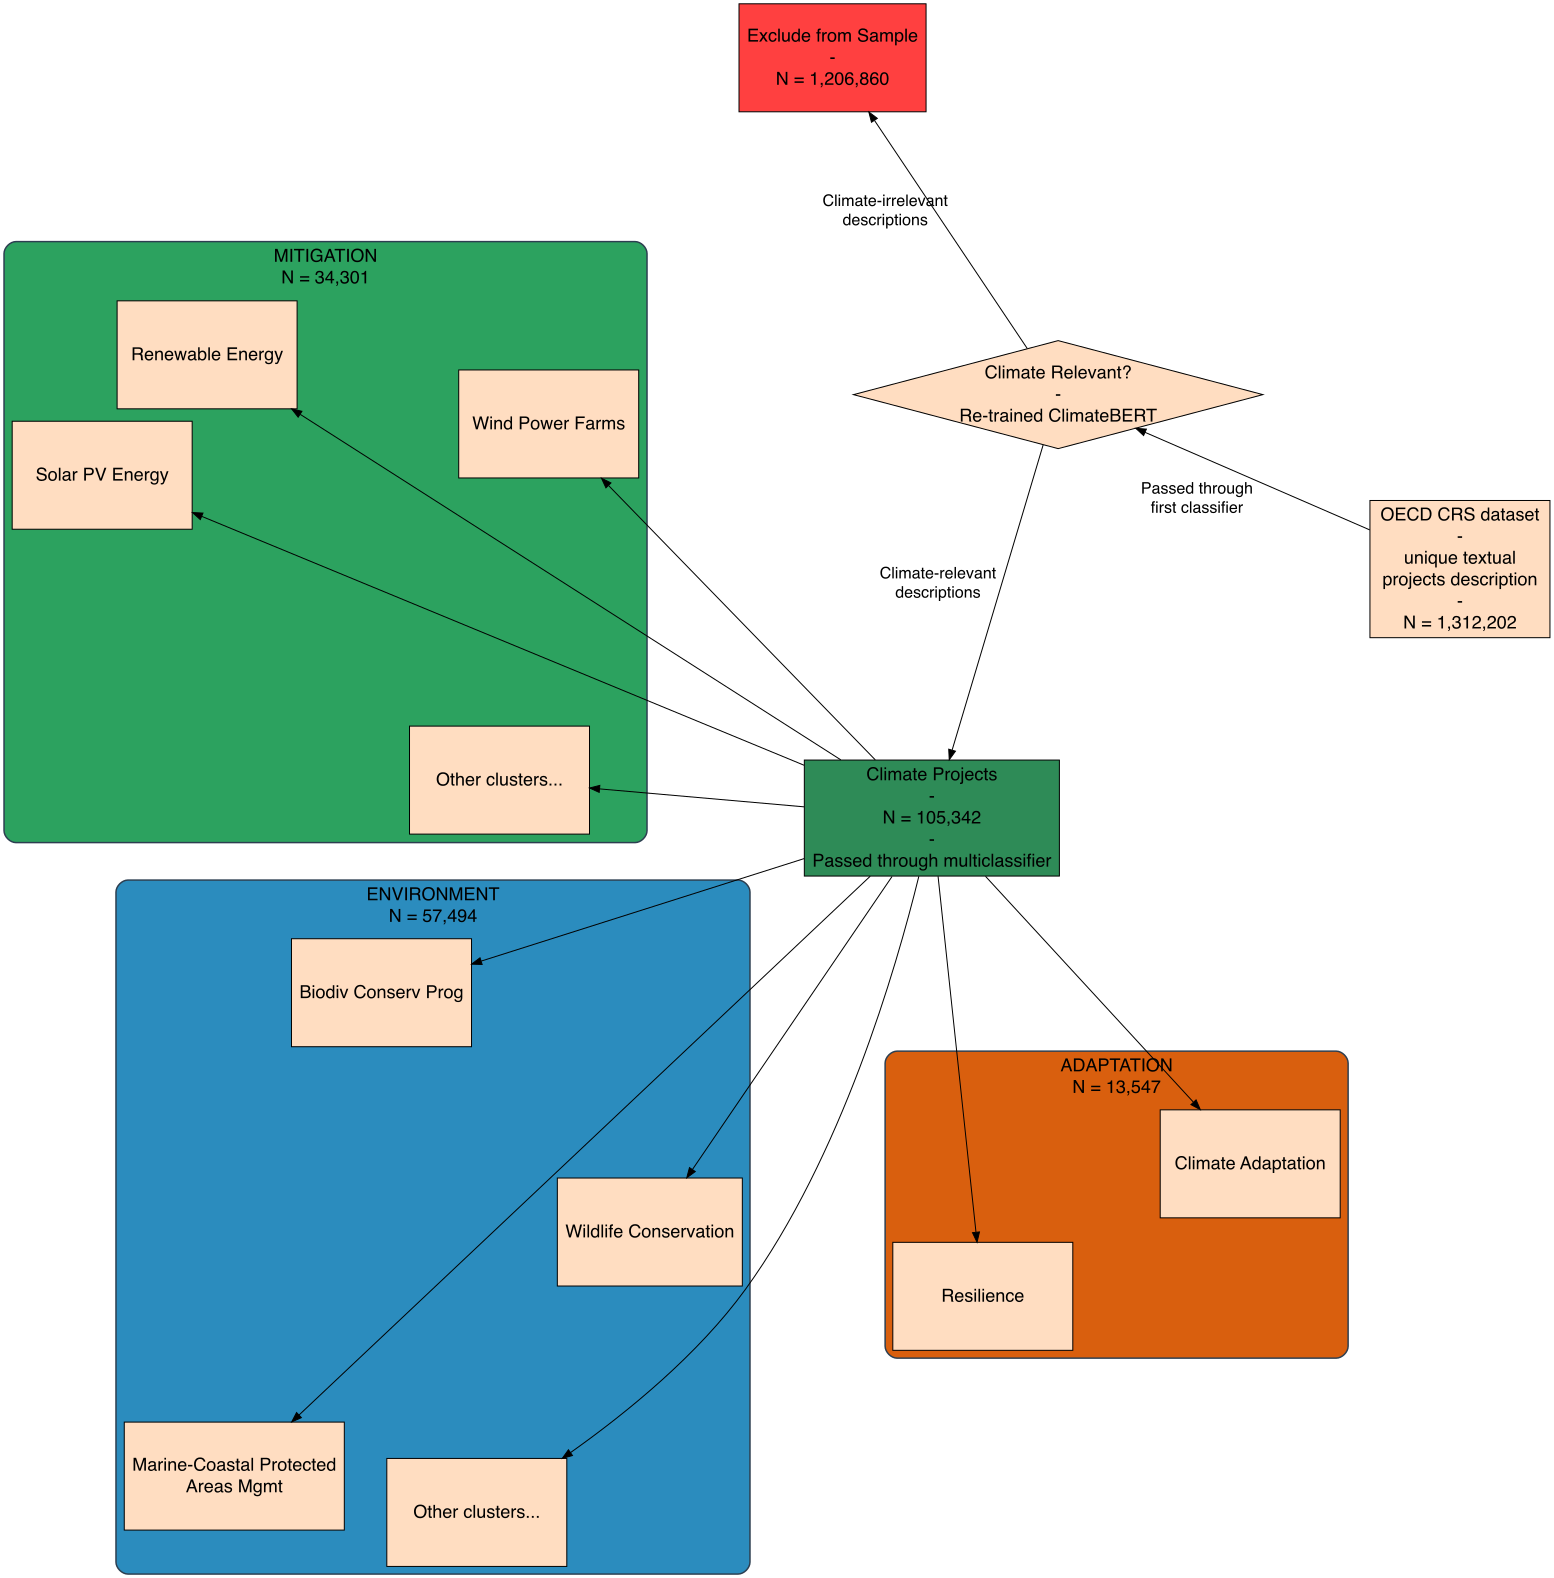 Exclude from Sample
-
N = 1,206,860
Climate-irrelevant
descriptions
MITIGATION
N = 34,301
Renewable Energy
Wind Power Farms
Solar PV Energy
Other clusters...
Climate Relevant?
-
Re-trained ClimateBERT
Passed through
first classifier
OECD CRS dataset
-
unique textual
projects description
-
N = 1,312,202
Climate-relevant
descriptions
Climate Projects
-
N = 105,342
-
Passed through multiclassifier
ENVIRONMENT
N = 57,494
Biodiv Conserv Prog
Wildlife Conservation
Marine-Coastal Protected
Areas Mgmt
Other clusters...
ADAPTATION
N = 13,547
Climate Adaptation
Resilience